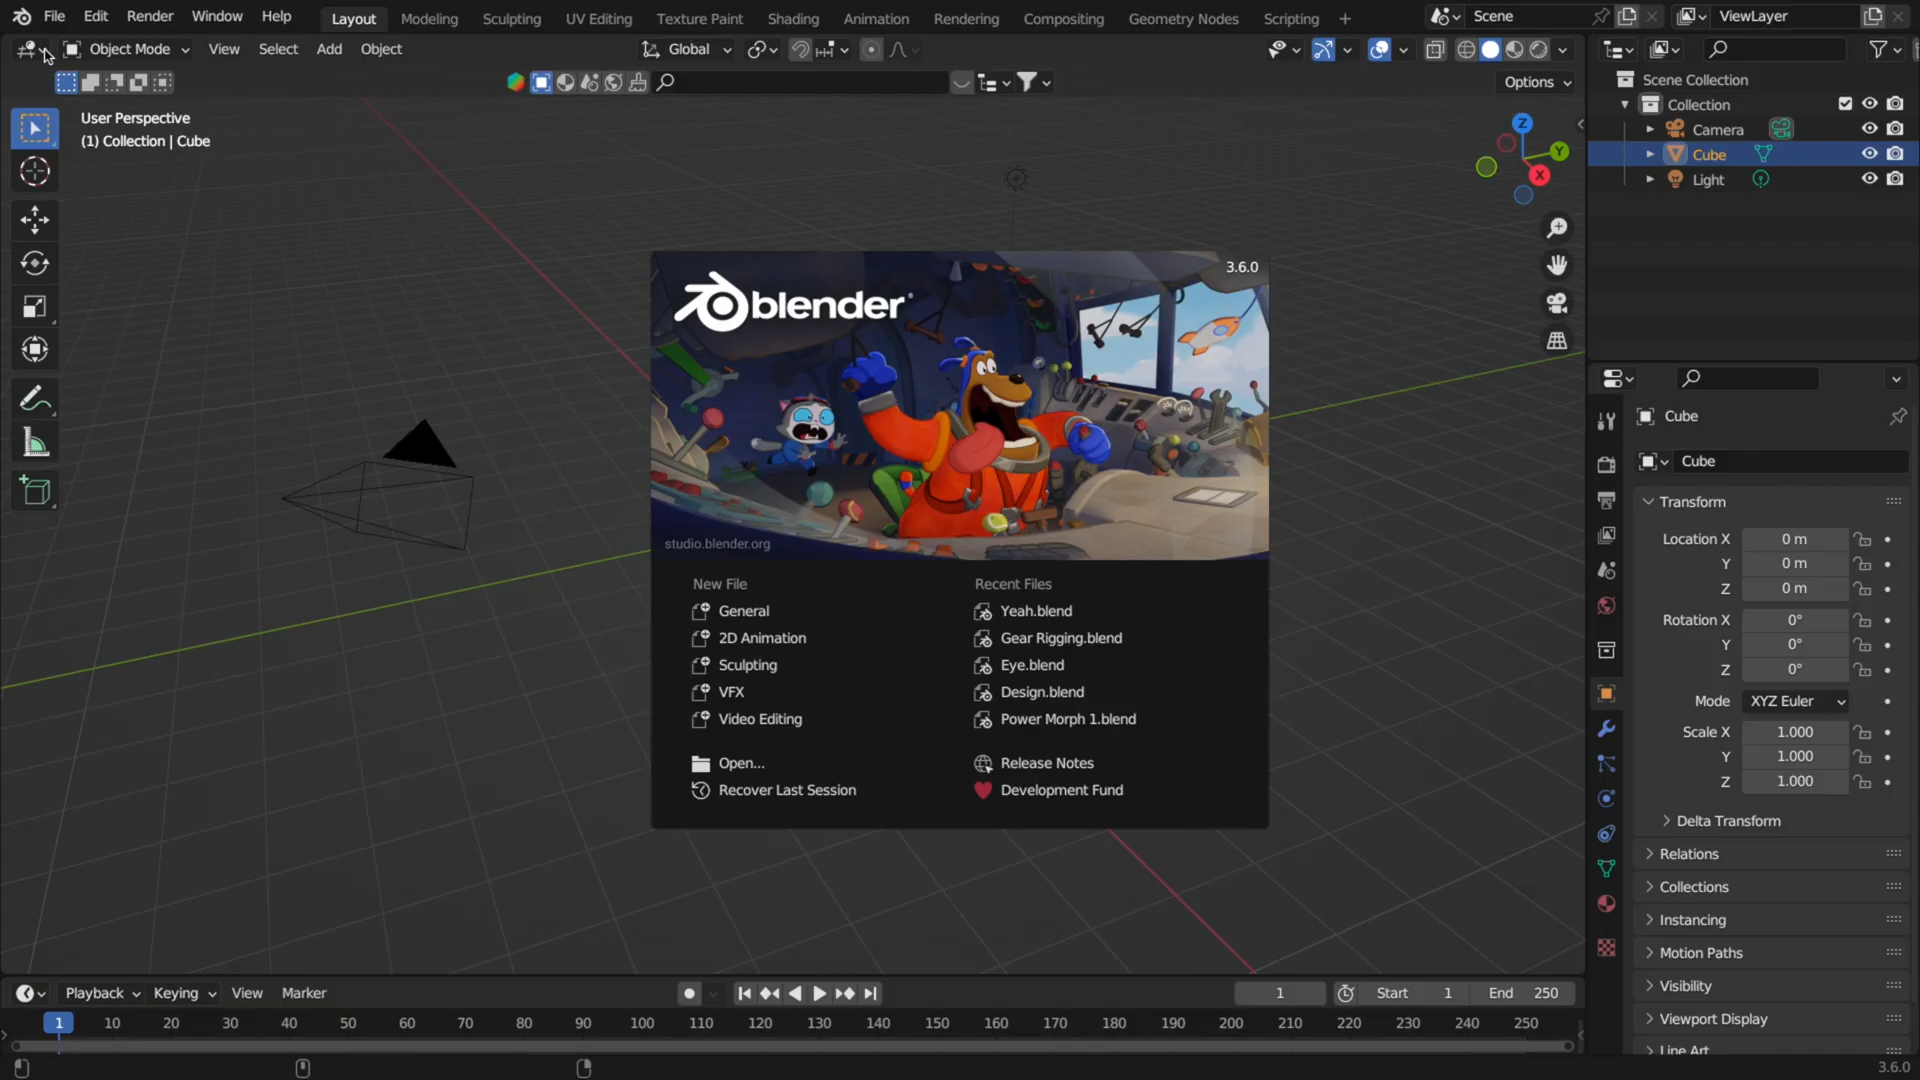 File Edit Render Window Help Layout Modeling Sculpting UV Editing Texture Paint Shading Animation Rendering Compositing Geometry Nodes Scripting + Scene ViewLayer
Object Mode View Select Add Object Global
Options
User Perspective
(1) Collection | Cube
Z
Y
X
Scene Collection
Collection
Camera
Cube
Light
3.6.0
blender
studio.blender.org
New File
General
2D Animation
Sculpting
VFX
Video Editing
Open...
Recover Last Session
Recent Files
Yeah.blend
Gear Rigging.blend
Eye.blend
Design.blend
Power Morph 1.blend
Release Notes
Development Fund
Cube
Cube
Transform
Location X 0 m
Y 0 m
Z 0 m
Rotation X 0°
Y 0°
Z 0°
Mode XYZ Euler
Scale X 1.000
Y 1.000
Z 1.000
Delta Transform
Relations
Collections
Instancing
Motion Paths
Visibility
Viewport Display
Line Art
Playback Keying View Marker 1 Start 1 End 250
1 10 20 30 40 50 60 70 80 90 100 110 120 130 140 150 160 170 180 190 200 210 220 230 240 250
3.6.0